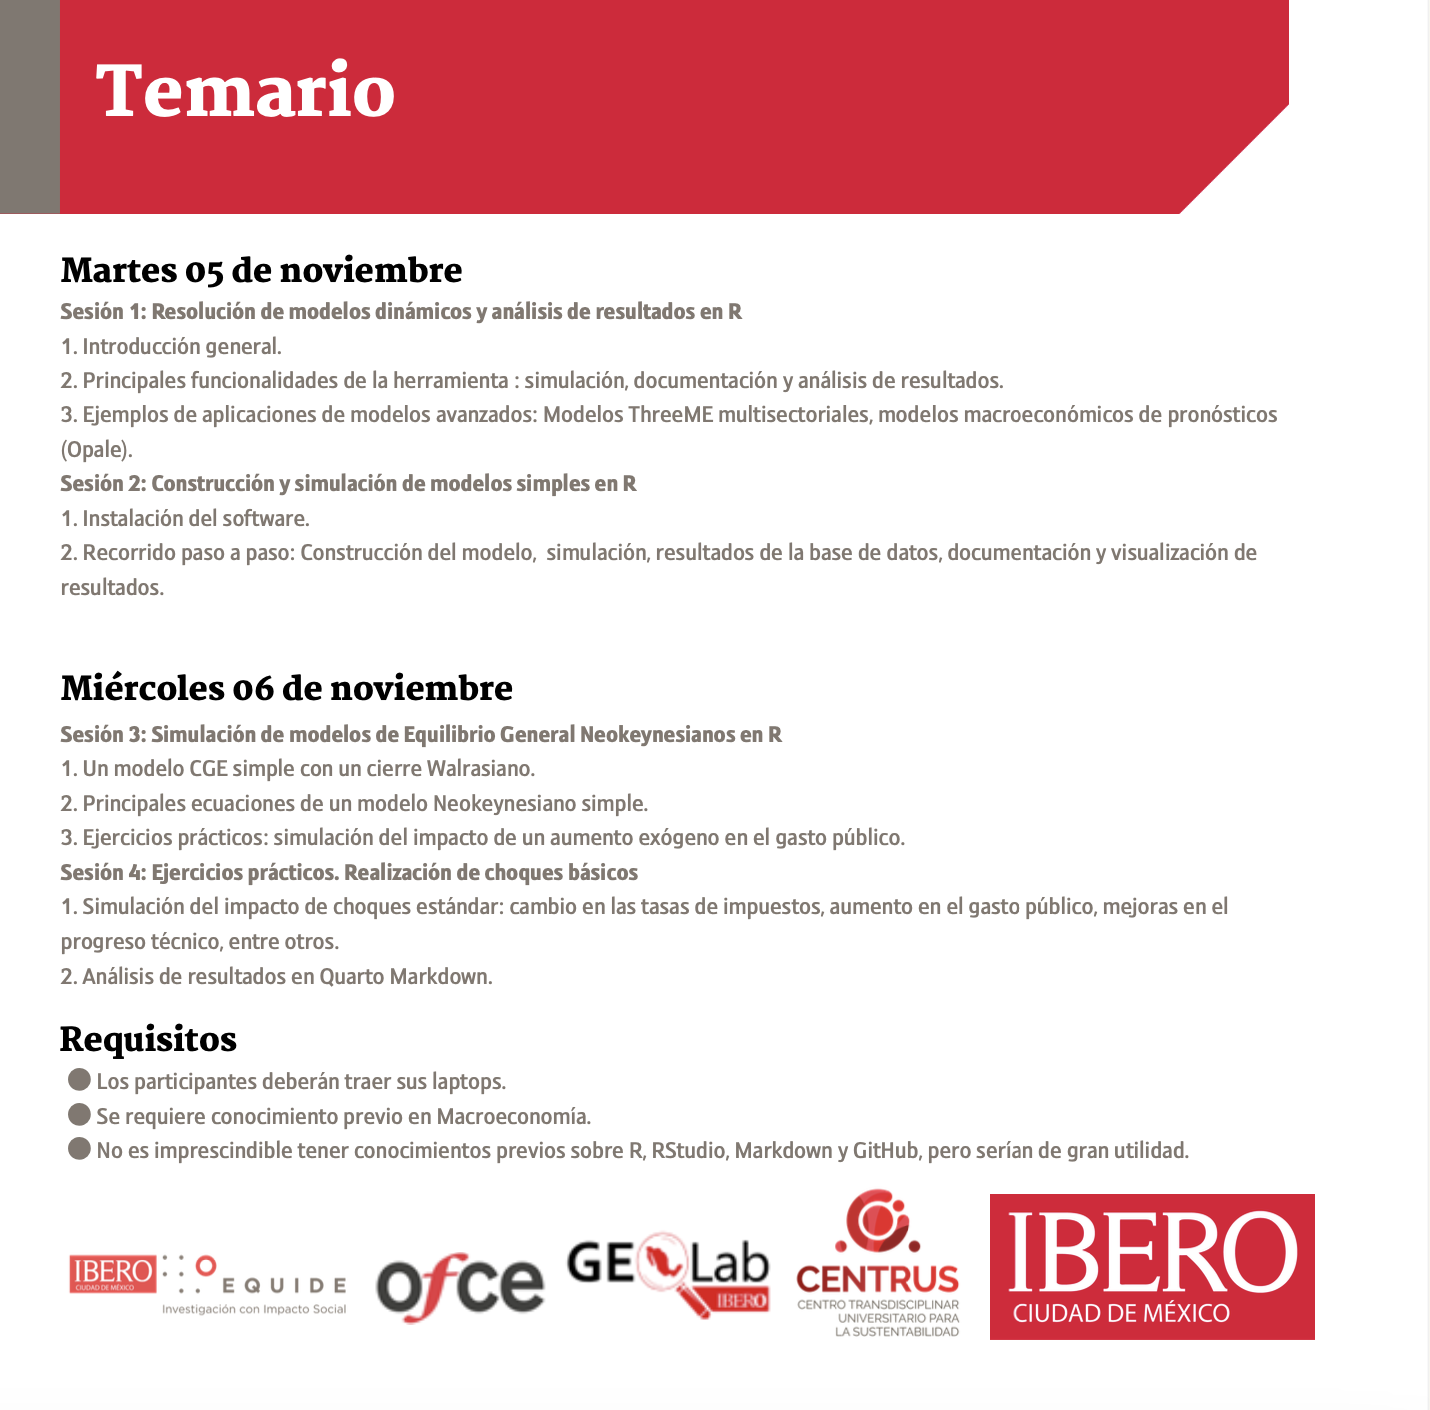 Temario
Martes 05 de noviembre
Sesión 1: Resolución de modelos dinámicos y análisis de resultados en R
1. Introducción general.
2. Principales funcionalidades de la herramienta : simulación, documentación y análisis de resultados.
3. Ejemplos de aplicaciones de modelos avanzados: Modelos ThreeME multisectoriales, modelos macroeconómicos de pronósticos
(Opale).
Sesión 2: Construcción y simulación de modelos simples en R
1. Instalación del software.
2. Recorrido paso a paso: Construcción del modelo,  simulación, resultados de la base de datos, documentación y visualización de
resultados.
Miércoles 06 de noviembre
Sesión 3: Simulación de modelos de Equilibrio General Neokeynesianos en R
1. Un modelo CGE simple con un cierre Walrasiano.
2. Principales ecuaciones de un modelo Neokeynesiano simple.
3. Ejercicios prácticos: simulación del impacto de un aumento exógeno en el gasto público.
Sesión 4: Ejercicios prácticos. Realización de choques básicos
1. Simulación del impacto de choques estándar: cambio en las tasas de impuestos, aumento en el gasto público, mejoras en el
progreso técnico, entre otros.
2. Análisis de resultados en Quarto Markdown.
Requisitos
● Los participantes deberán traer sus laptops.
● Se requiere conocimiento previo en Macroeconomía.
● No es imprescindible tener conocimientos previos sobre R, RStudio, Markdown y GitHub, pero serían de gran utilidad.
IBERO
CIUDAD DE MÉXICO
EQUIDE
Investigación con Impacto Social
ofce
GEOLab
IBERO
CENTRUS
CENTRO TRANSDISCIPLINAR
UNIVERSITARIO PARA
LA SUSTENTABILIDAD
IBERO
CIUDAD DE MÉXICO